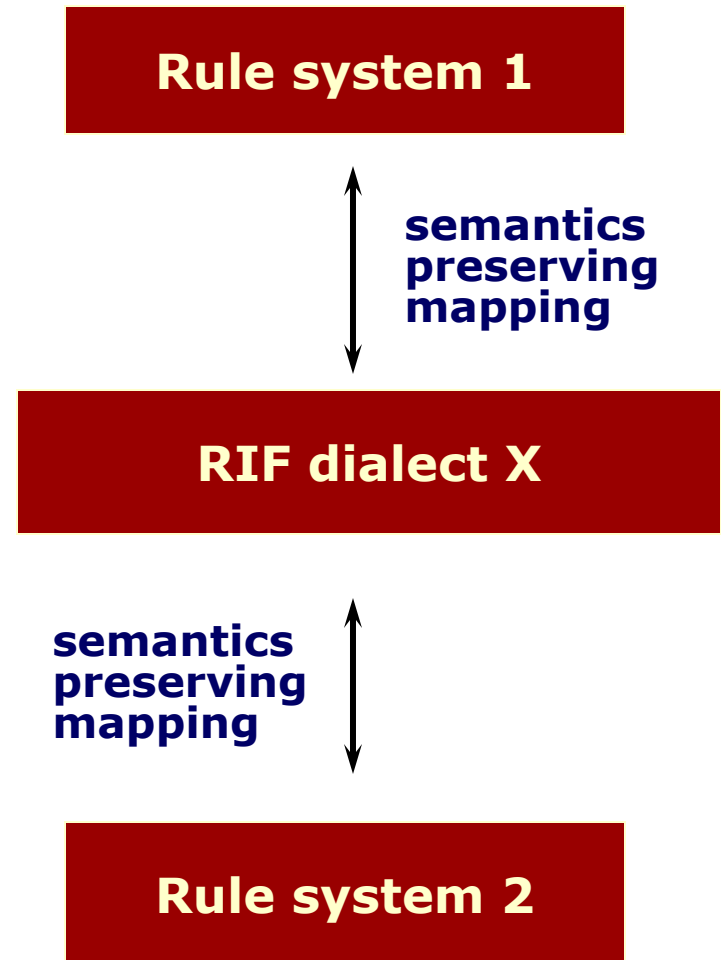 Rule system 1
semantics
preserving
mapping
RIF dialect X
semantics
preserving
mapping
Rule system 2